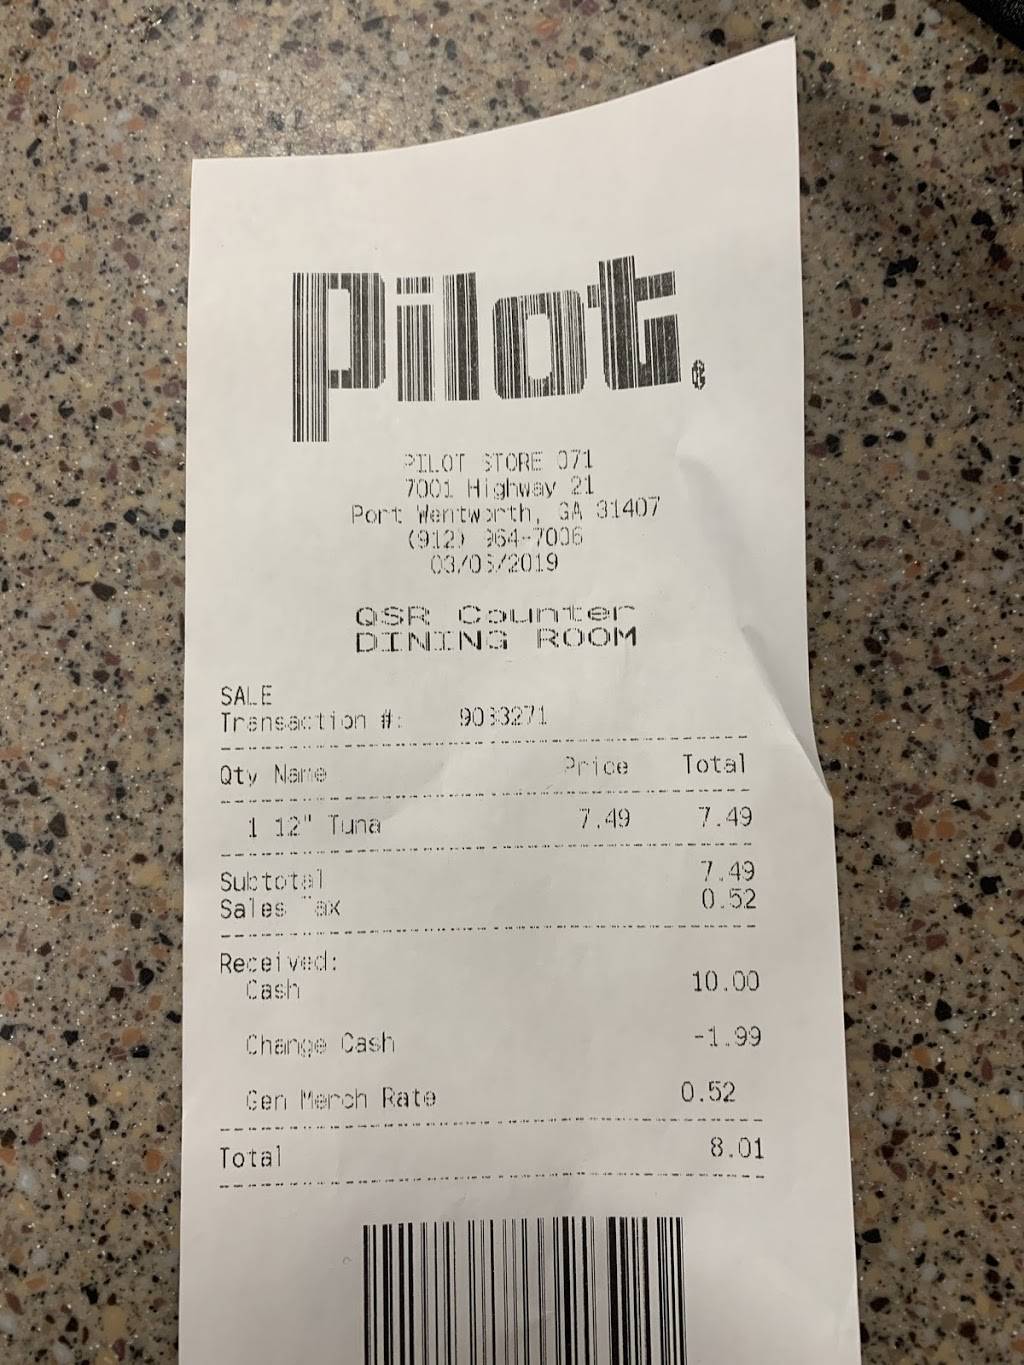 Pilot
PILOT STORE 071
7001 Highway 21
Port Wentworth, GA 31407
(912) 964-7006
QSR Counter
DINING ROOM
SALE
Transaction #:
Qty Name Price Total
1 12" Tuna 7.49 7.49
Subtotal 7.49
Sales Tax 0.52
Received:
Cash 10.00
Change Cash -1.99
Gen Merch Rate 0.52
Total 8.01